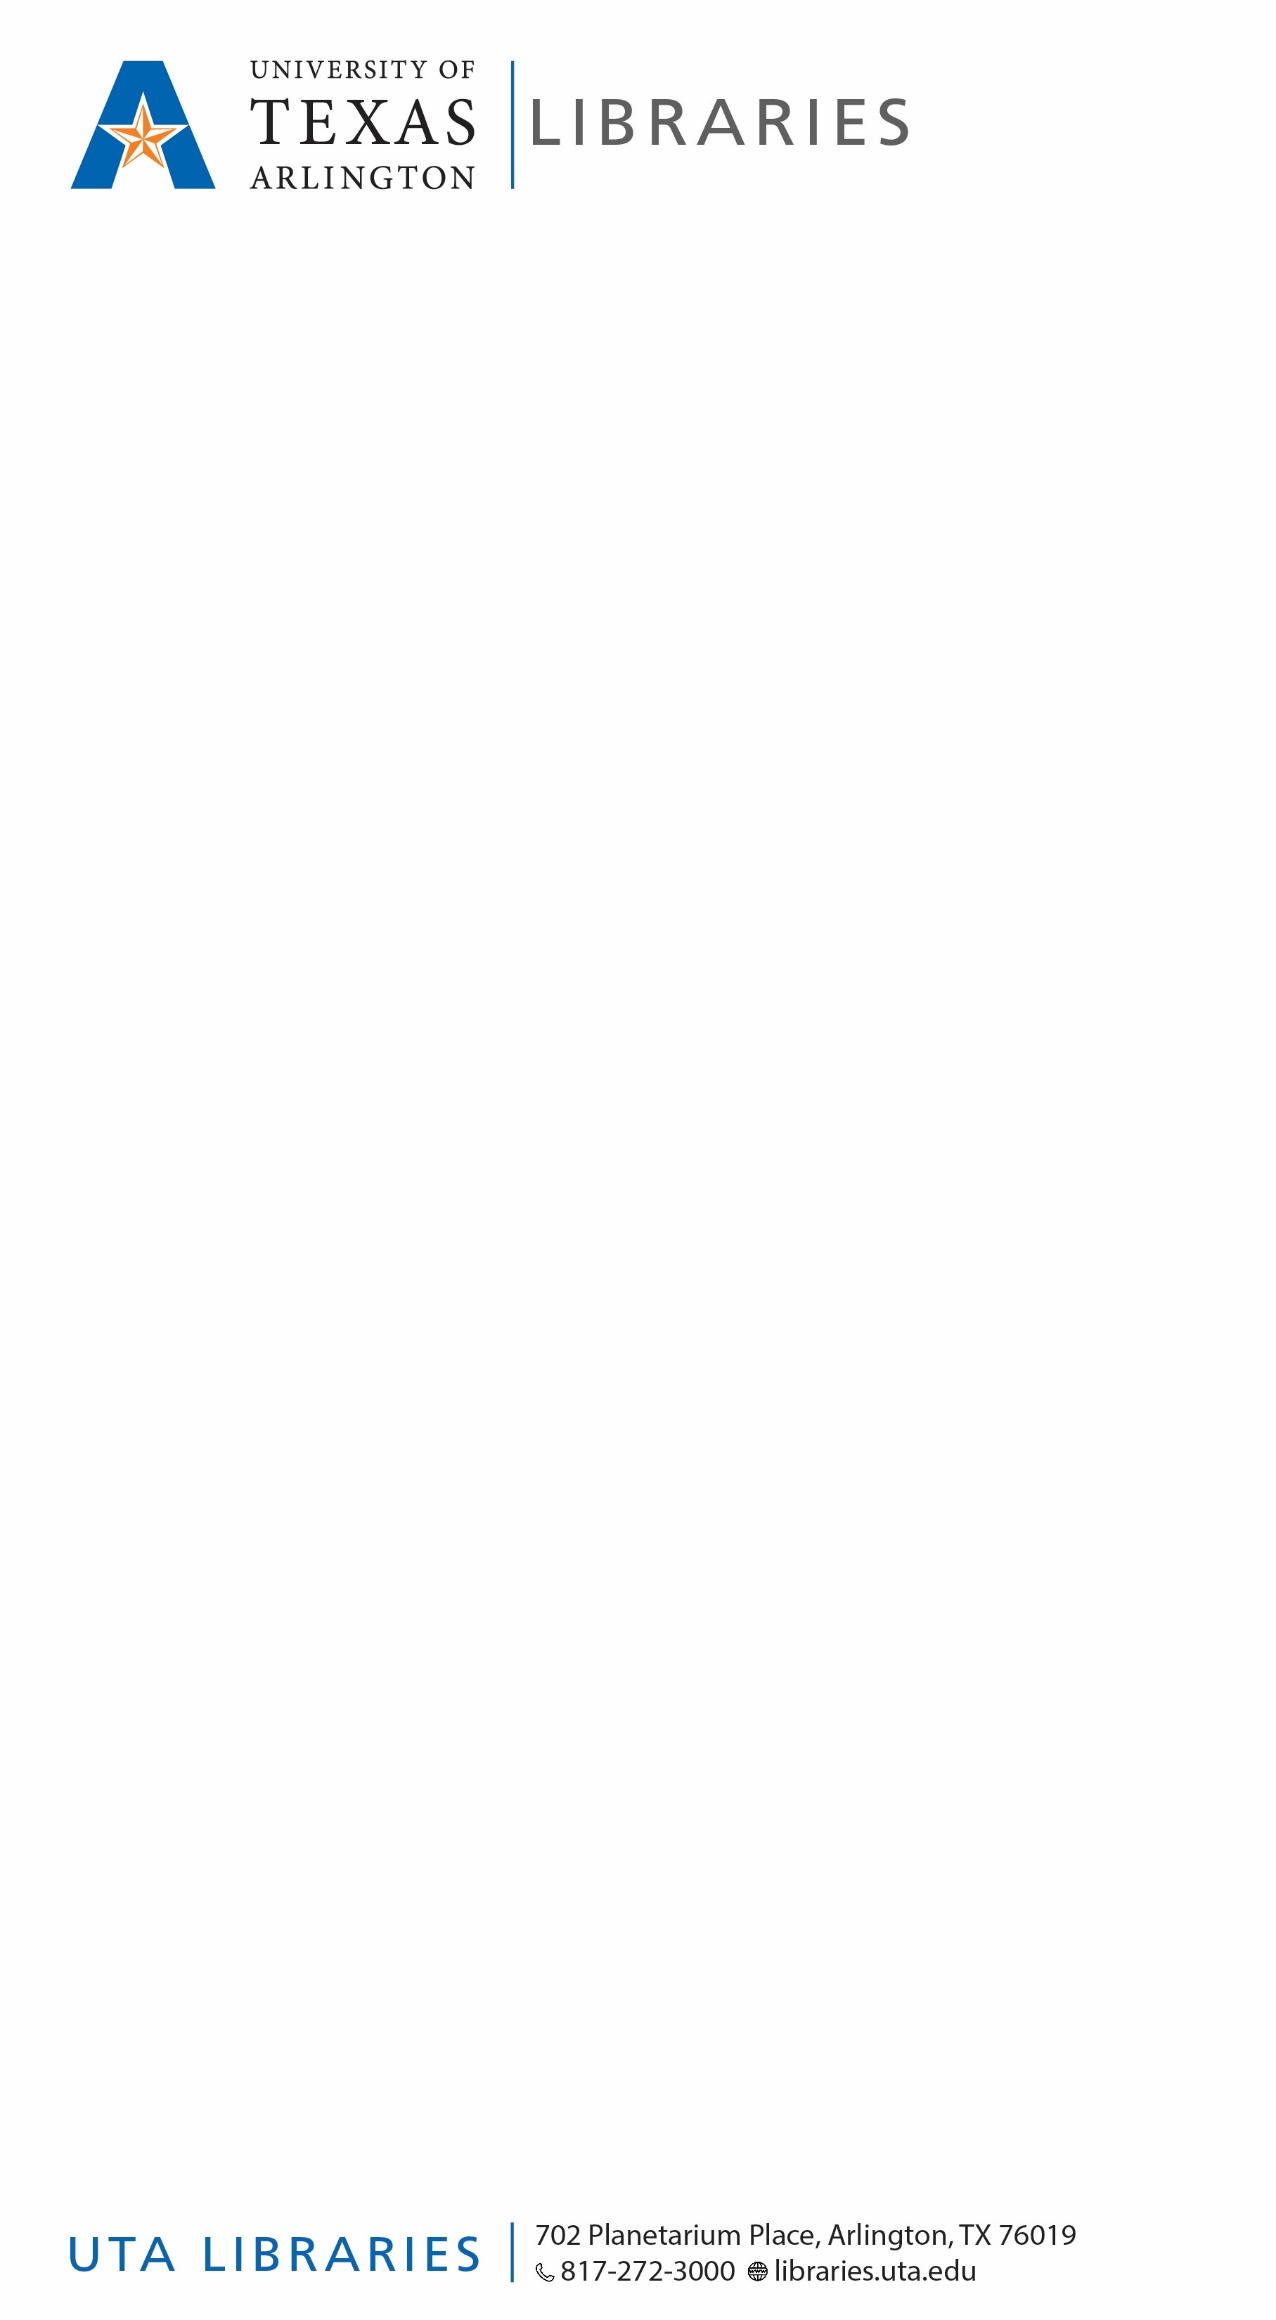 UNIVERSITY OF
TEXAS
ARLINGTON
LIBRARIES
UTA LIBRARIES
702 Planetarium Place, Arlington, TX 76019
817-272-3000 libraries.uta.edu